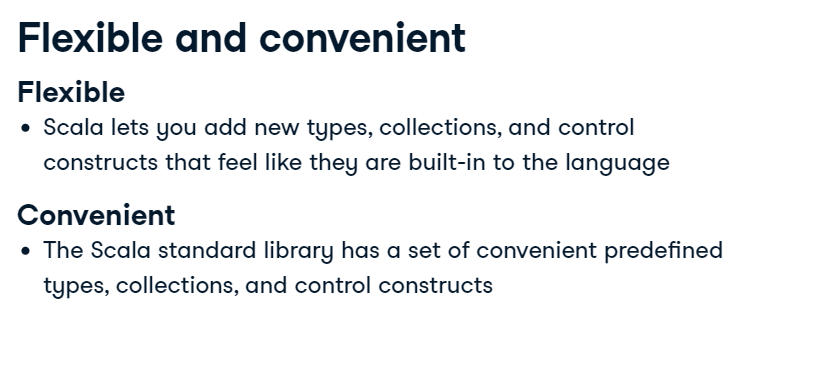 Flexible and convenient
Flexible
• Scala lets you add new types, collections, and control
constructs that feel like they are built-in to the language
Convenient
• The Scala standard library has a set of convenient predefined
types, collections, and control constructs